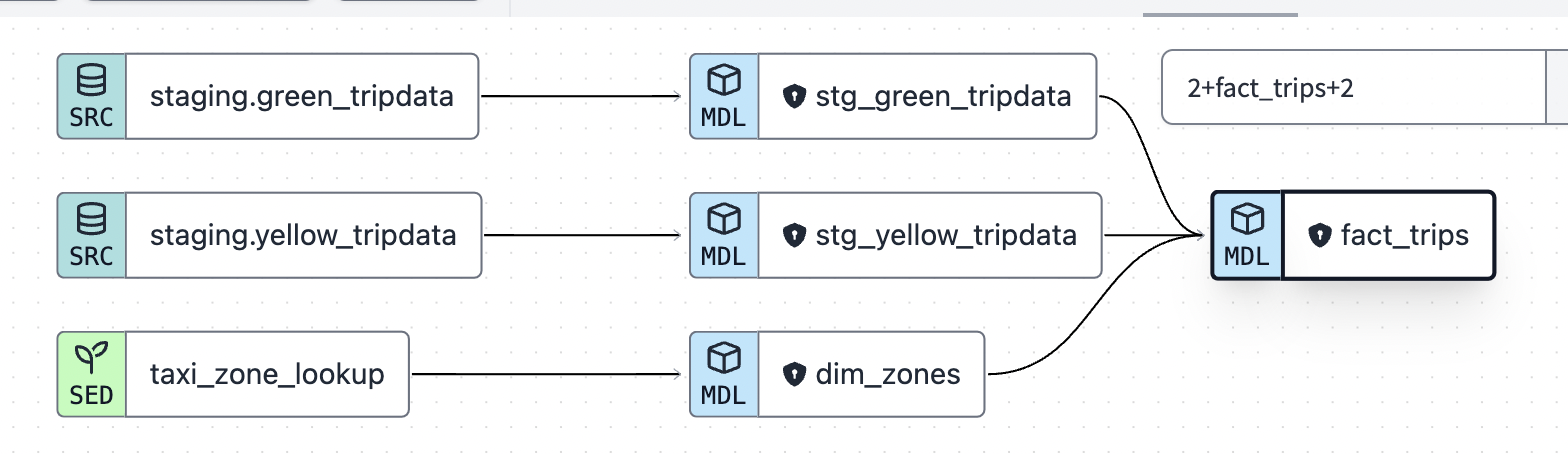 SRC
staging.green_tripdata
MDL
stg_green_tripdata
2+fact_trips+2
SRC
staging.yellow_tripdata
MDL
stg_yellow_tripdata
MDL
fact_trips
SED
taxi_zone_lookup
MDL
dim_zones